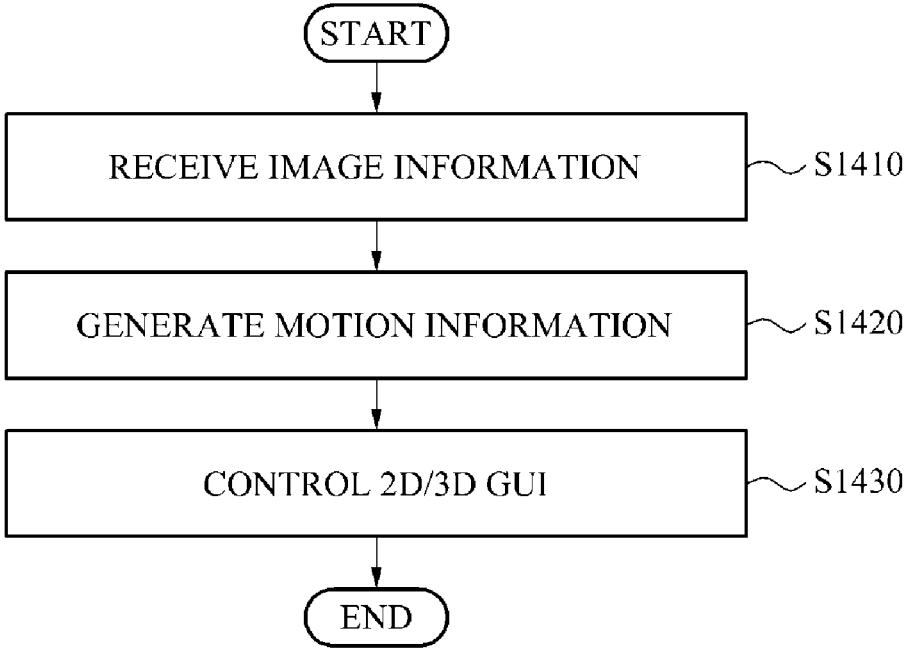 START
RECEIVE IMAGE INFORMATION
S1410
GENERATE MOTION INFORMATION
S1420
CONTROL 2D/3D GUI
S1430
END